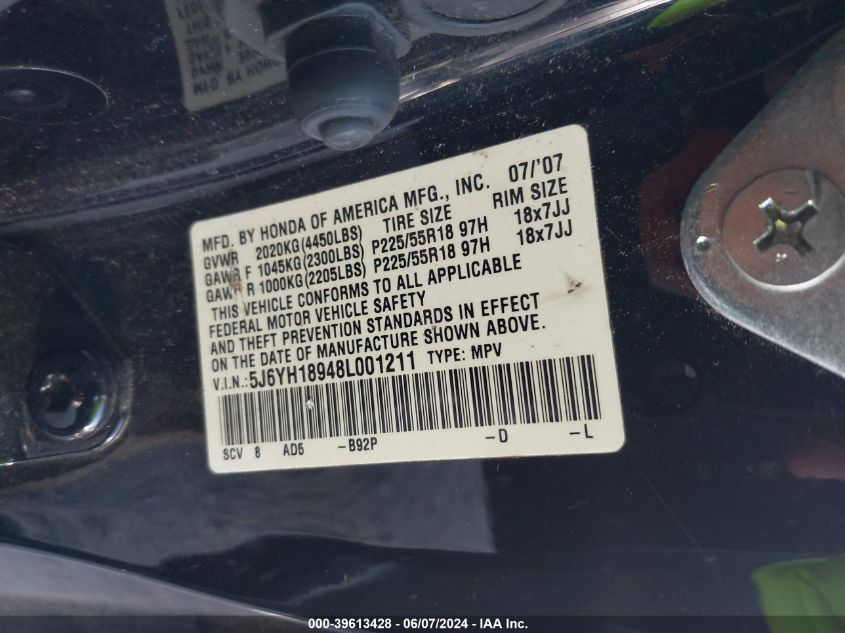 MFD. BY HONDA OF AMERICA MFG., INC. 07/'07
GVWR 2020KG(4450LBS) TIRE SIZE RIM SIZE
GAWR F 1045KG(2300LBS) P225/55R18 97H 18x7JJ
GAWR R 1000KG(2205LBS) P225/55R18 97H 18x7JJ
THIS VEHICLE CONFORMS TO ALL APPLICABLE
FEDERAL MOTOR VEHICLE SAFETY
AND THEFT PREVENTION STANDARDS IN EFFECT
ON THE DATE OF MANUFACTURE SHOWN ABOVE.
V.I.N.:5J6YH18948L001211 TYPE: MPV
SCV 8 AD5 -B92P -D -L
000-39613428 - 06/07/2024 - IAA Inc.